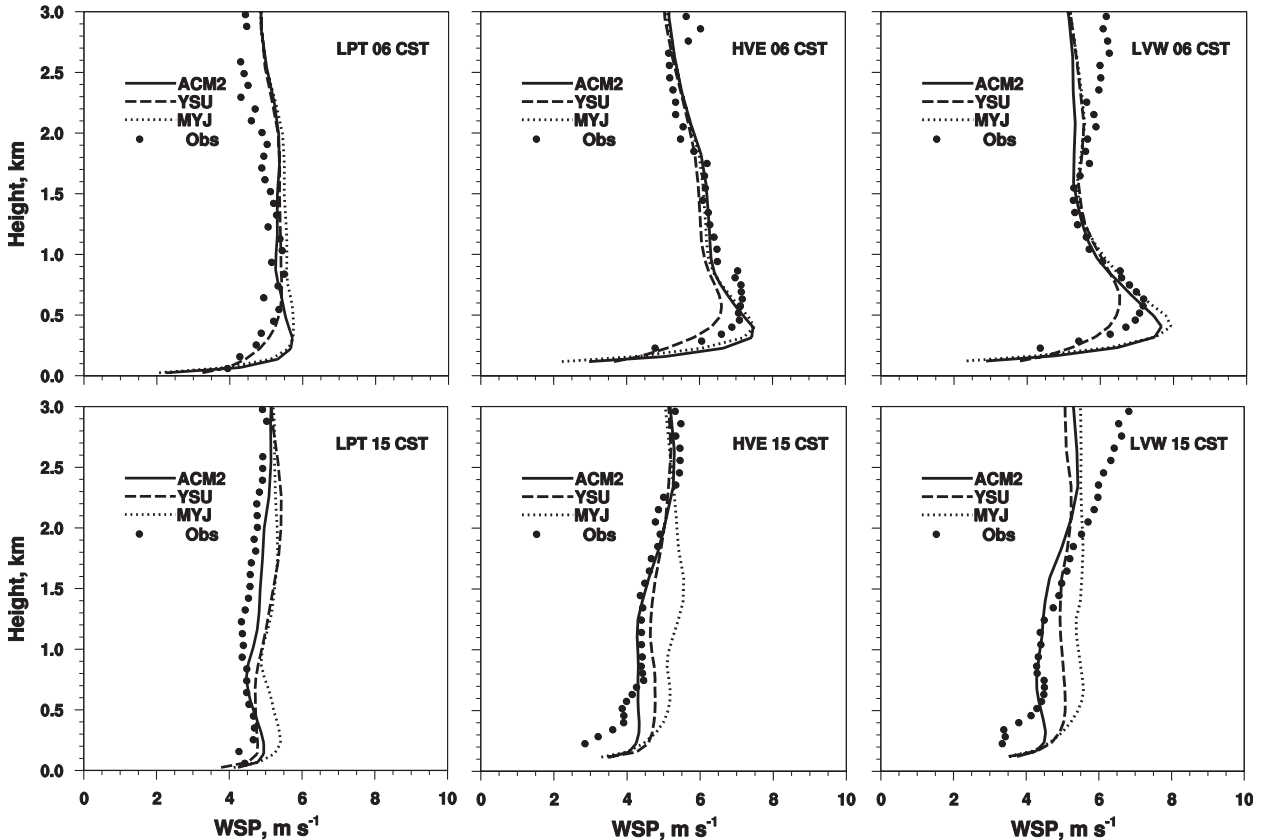 LPT 06 CST
ACM2
YSU
MYJ
Obs
Height, km
3.0
2.5
2.0
1.5
1.0
0.5
0.0
HVE 06 CST
ACM2
YSU
MYJ
Obs
LVW 06 CST
ACM2
YSU
MYJ
Obs
LPT 15 CST
ACM2
YSU
MYJ
Obs
Height, km
3.0
2.5
2.0
1.5
1.0
0.5
0.0
0 2 4 6 8 10
WSP, m s-1
HVE 15 CST
ACM2
YSU
MYJ
Obs
0 2 4 6 8 10
WSP, m s-1
LVW 15 CST
ACM2
YSU
MYJ
Obs
0 2 4 6 8 10
WSP, m s-1